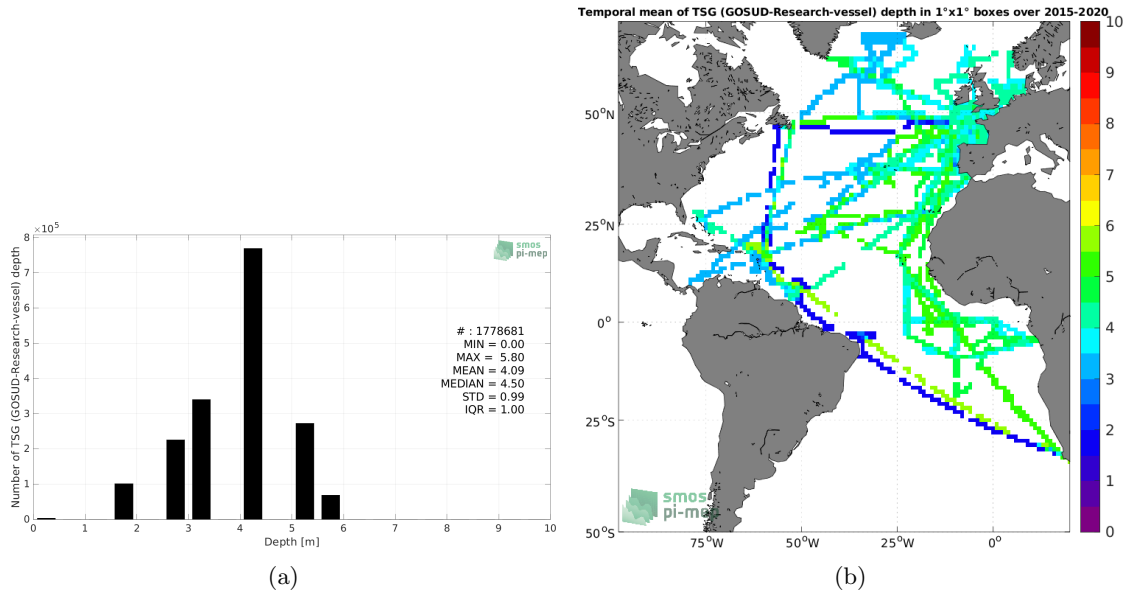 Temporal mean of TSG (GOSUD-Research-vessel) depth in 1°x1° boxes over 2015-2020
×10⁵
8
7
6
5
4
3
2
1
0
Number of TSG (GOSUD-Research-vessel) depth
smos
pi-mep
# : 1778681
MIN = 0.00
MAX = 5.80
MEAN = 4.09
MEDIAN = 4.50
STD = 0.99
IQR = 1.00
0 1 2 3 4 5 6 7 8 9 10
Depth [m]
(a)
50°N
25°N
0°
25°S
50°S
75°W 50°W 25°W 0°
smos
pi-mep
10
9
8
7
6
5
4
3
2
1
0
(b)